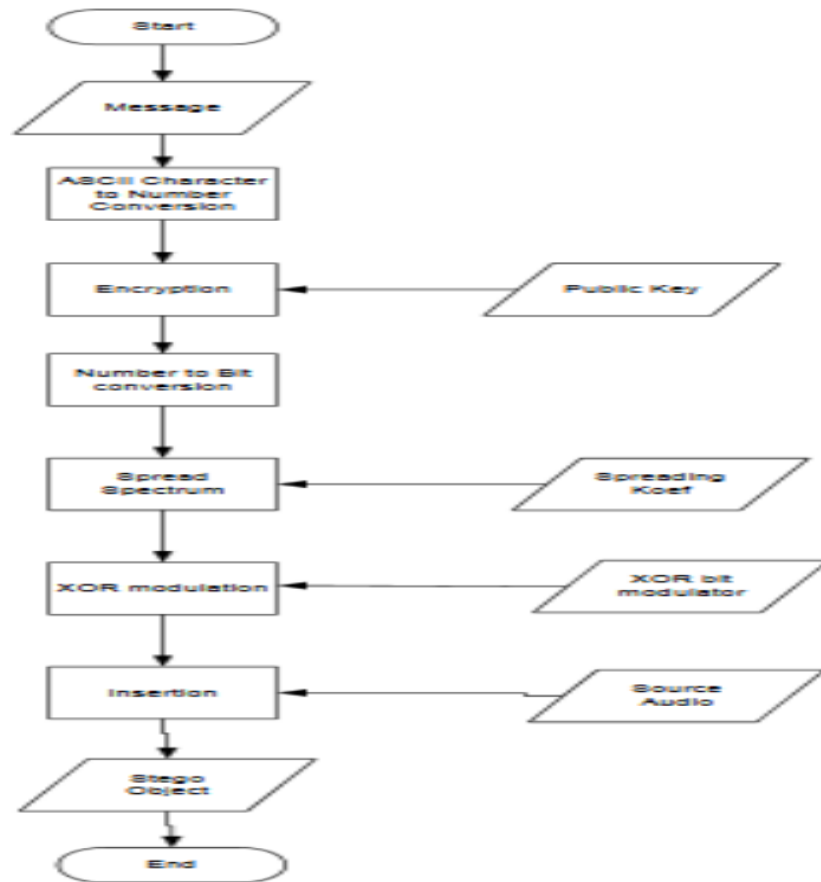 Start
Message
ASCII Character
to Number
Conversion
Encryption
Public Key
Number to Bit
conversion
Spread
Spectrum
Spreading
Koef
XOR modulation
XOR bit
modulator
Insertion
Source
Audio
Stego
Object
End